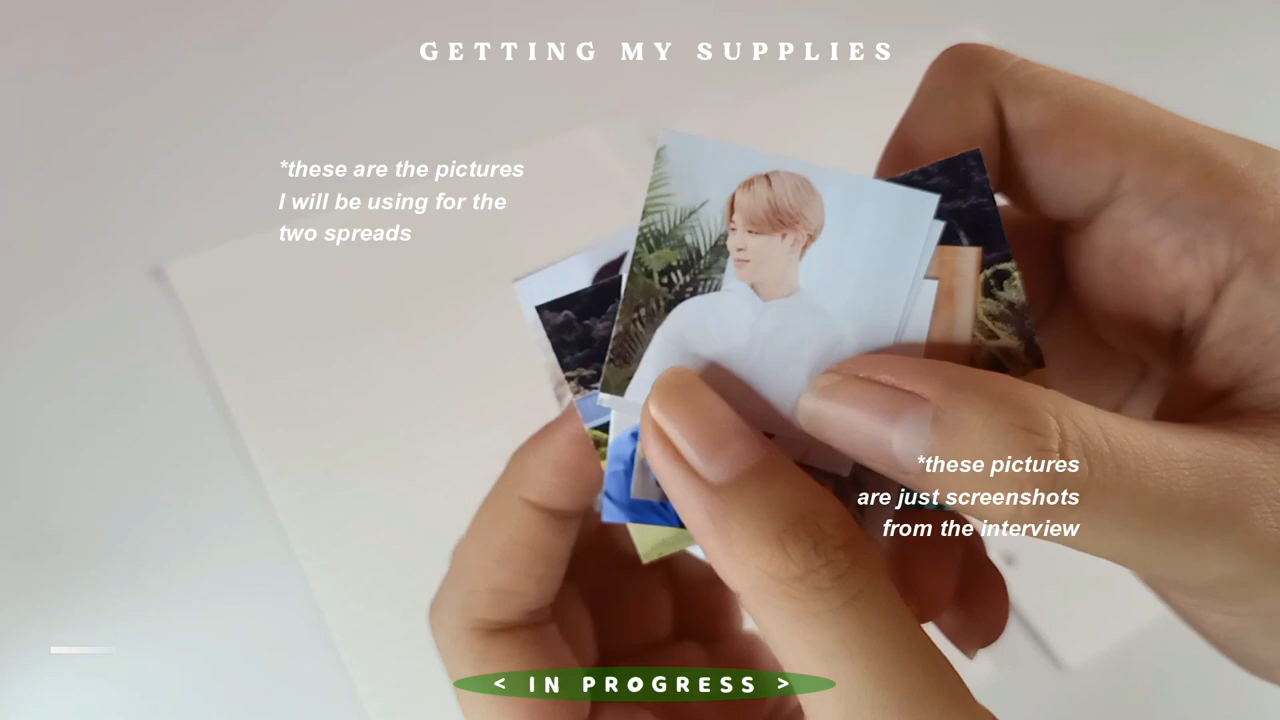 GETTING MY SUPPLIES
*these are the pictures
I will be using for the
two spreads
*these pictures
are just screenshots
from the interview
< IN PROGRESS >